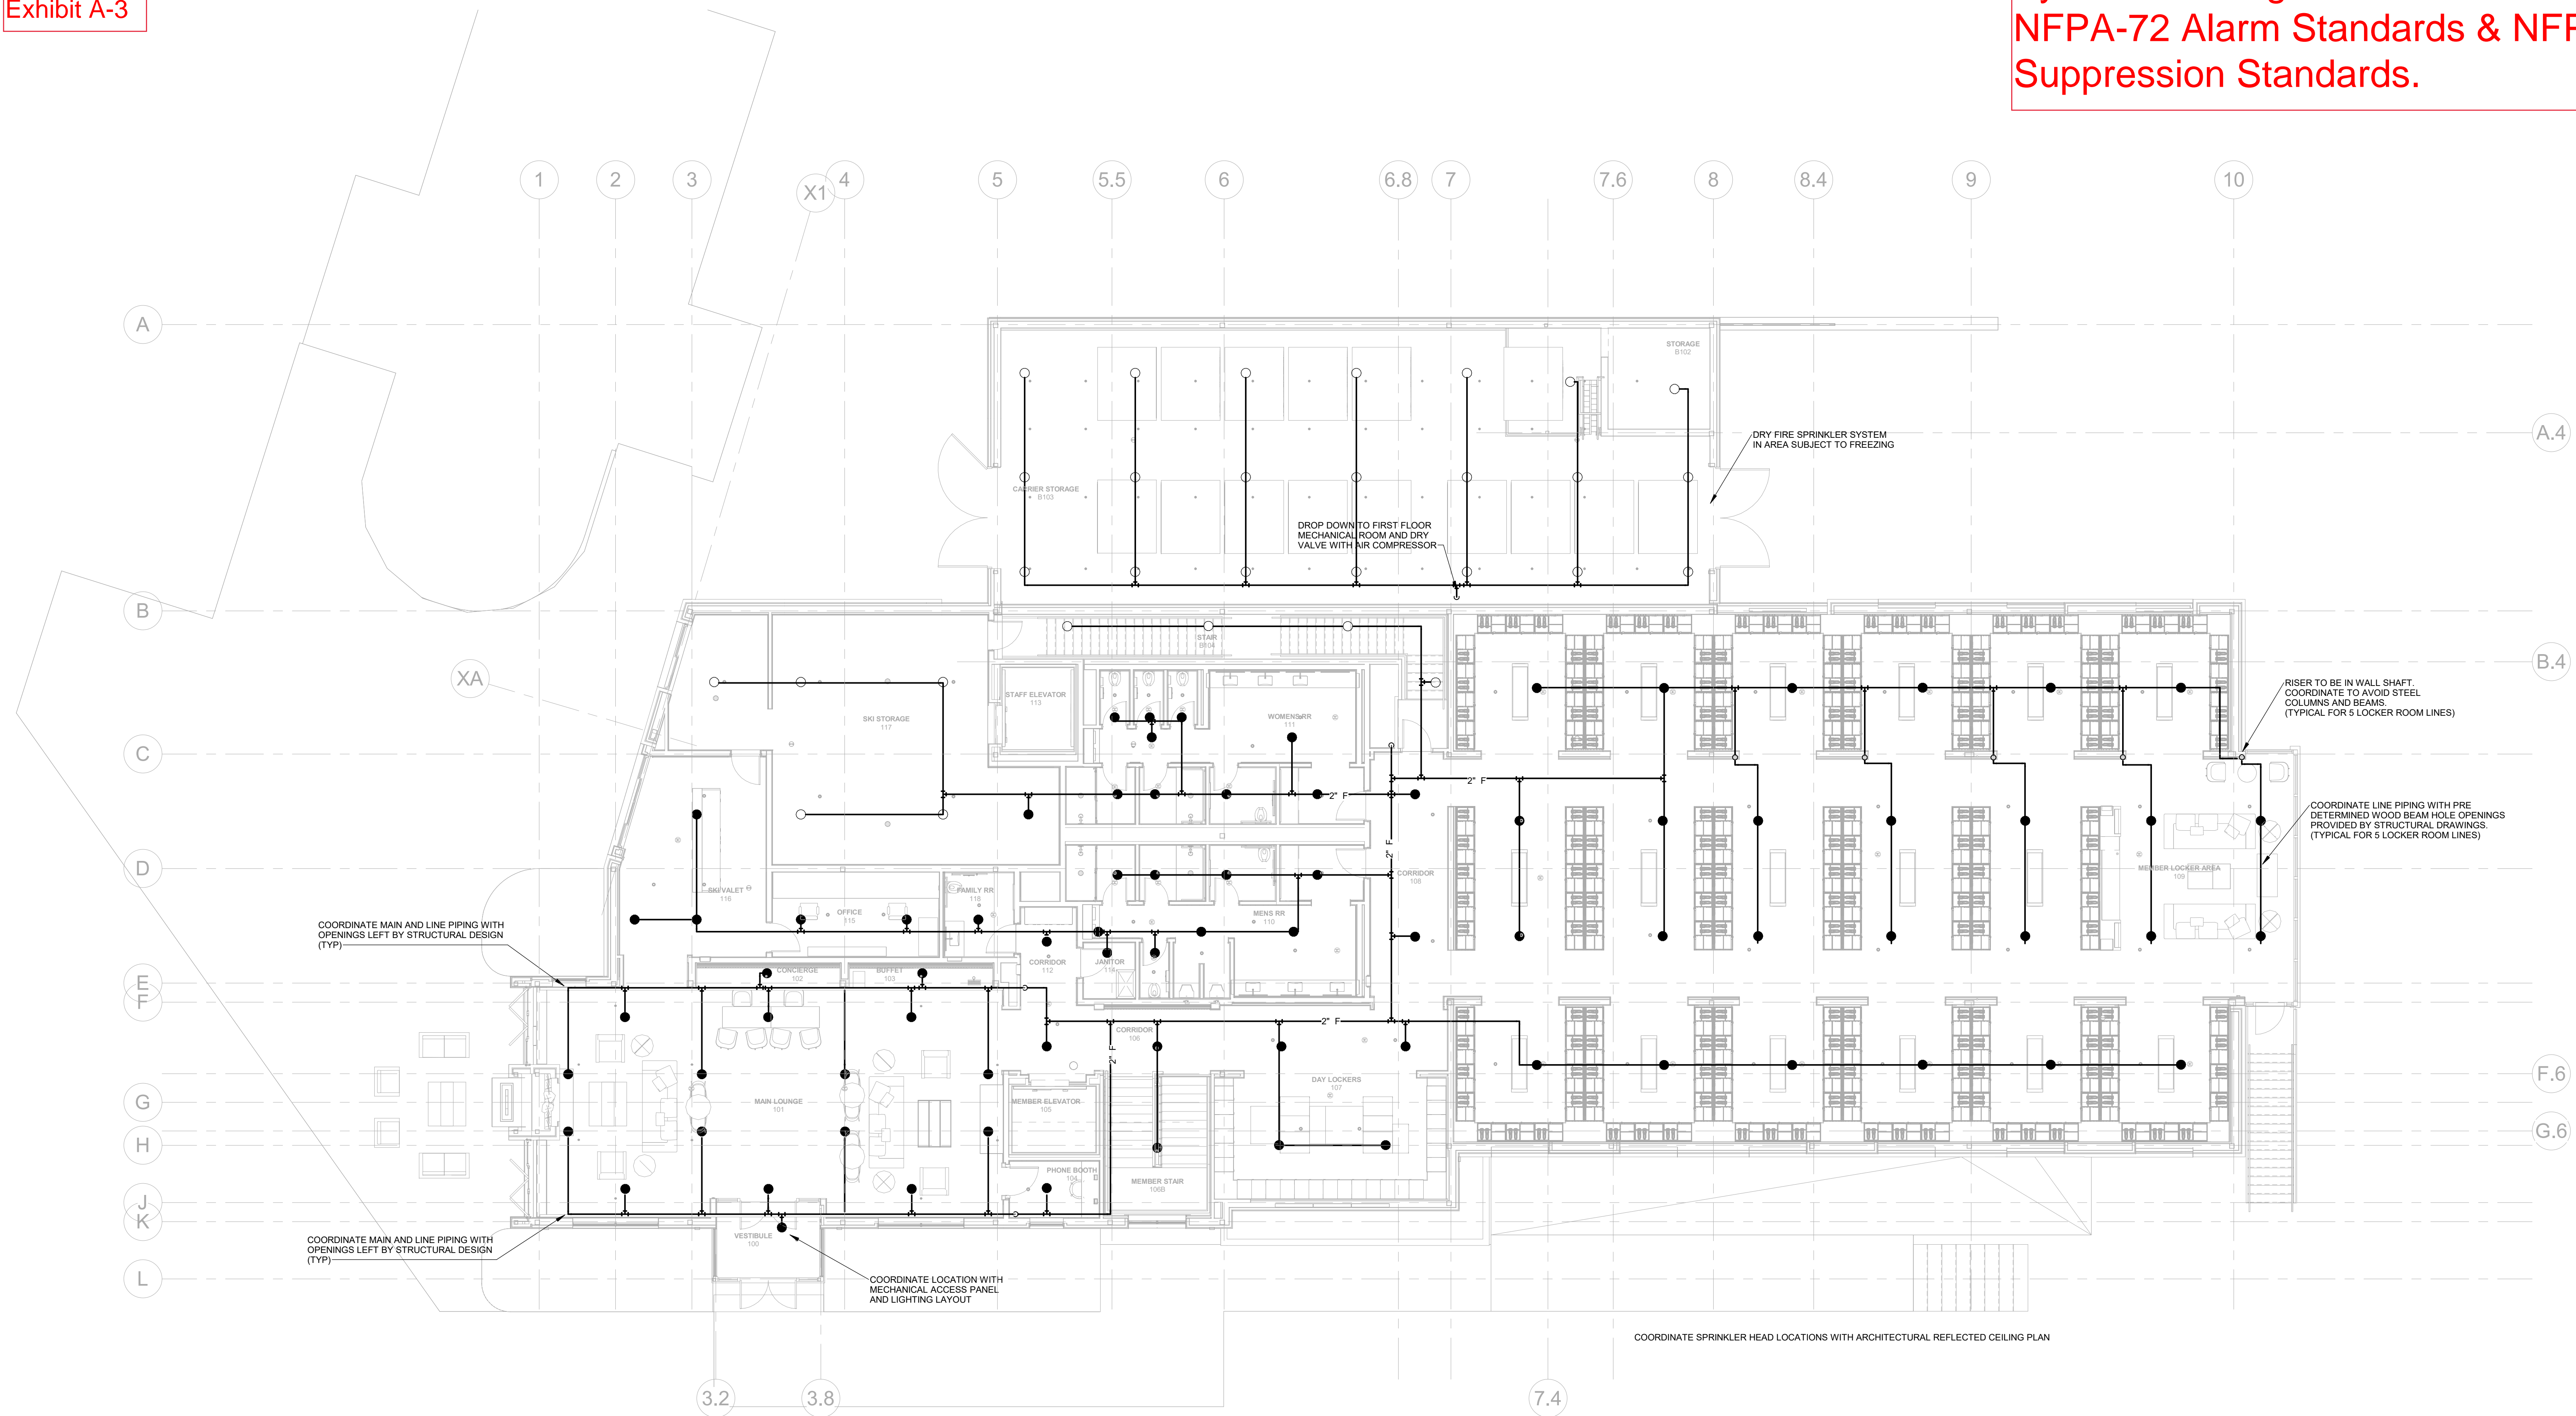 Exhibit A-3
NFPA-72 Alarm Standards &
Suppression Standards.
1
2
3
X1
4
5
5.5
6
6.8
7
7.6
8
8.4
9
10
A
STORAGE
B102
DRY FIRE SPRINKLER SYSTEM
IN AREA SUBJECT TO FREEZING
A.4
CARRIER STORAGE
B103
DROP DOWN TO FIRST FLOOR
MECHANICAL ROOM AND DRY
VALVE WITH AIR COMPRESSOR
B
STAIR
B104
B.4
XA
STAFF ELEVATOR
113
SKI STORAGE
117
WOMENS RR
111
RISER TO BE IN WALL SHAFT.
COORDINATE TO AVOID STEEL
COLUMNS AND BEAMS.
(TYPICAL FOR 5 LOCKER ROOM LINES)
C
2" F
2" F
COORDINATE LINE PIPING WITH PRE
DETERMINED WOOD BEAM HOLE OPENINGS
PROVIDED BY STRUCTURAL DRAWINGS.
(TYPICAL FOR 5 LOCKER ROOM LINES)
2" F
D
CORRIDOR
108
MEMBER LOCKER AREA
109
SKI VALET
116
OFFICE
115
FAMILY RR
118
MENS RR
110
COORDINATE MAIN AND LINE PIPING WITH
OPENINGS LEFT BY STRUCTURAL DESIGN
(TYP)
CONCIERGE
102
BUFFET
103
CORRIDOR
112
JANITOR
114
E
F
CORRIDOR
106
2" F
2" F
F.6
DAY LOCKERS
107
G
MAIN LOUNGE
101
MEMBER ELEVATOR
105
H
G.6
PHONE BOOTH
104
MEMBER STAIR
106B
J
K
VESTIBULE
100
COORDINATE MAIN AND LINE PIPING WITH
OPENINGS LEFT BY STRUCTURAL DESIGN
(TYP)
L
COORDINATE LOCATION WITH
MECHANICAL ACCESS PANEL
AND LIGHTING LAYOUT
COORDINATE SPRINKLER HEAD LOCATIONS WITH ARCHITECTURAL REFLECTED CEILING PLAN
3.2
3.8
7.4